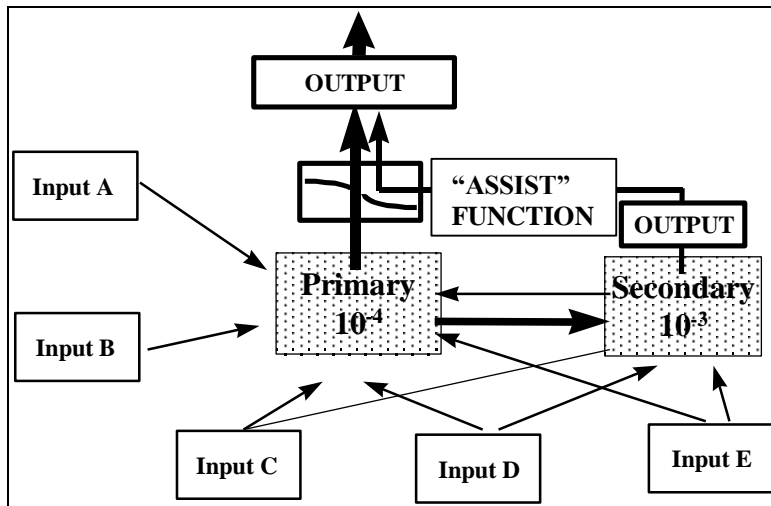 OUTPUT
Input A
“ASSIST”
FUNCTION
OUTPUT
Primary
10⁻⁴
Secondary
10⁻³
Input B
Input C
Input D
Input E